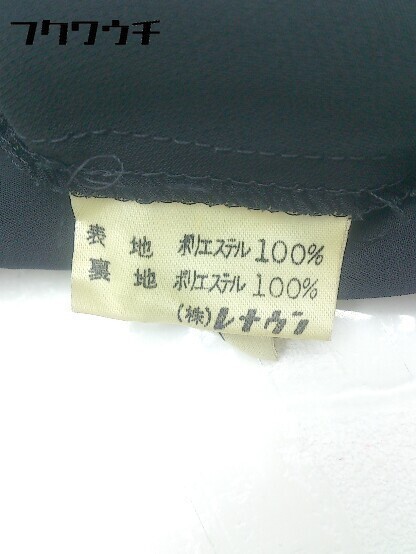 フクワウチ
表 地 ポリエステル 100%
裏 地 ポリエステル 100%
(株)レナウン